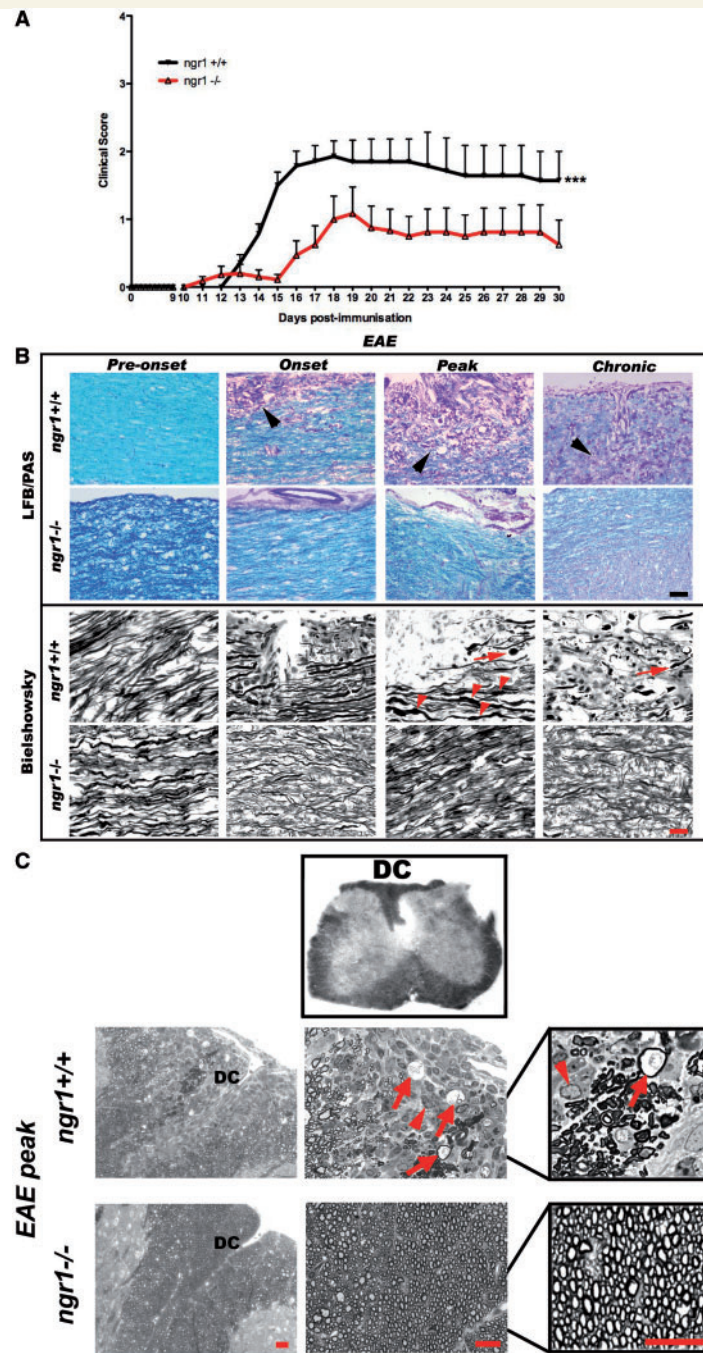 A
4
3
2
1
0
Clinical Score
ngr1 +/+
ngr1 -/-
***
0 9 10 11 12 13 14 15 16 17 18 19 20 21 22 23 24 25 26 27 28 29 30
Days post-immunisation
B
EAE
Pre-onset Onset Peak Chronic
LFB/PAS
ngr1+/+
ngr1-/-
Bielshowsky
ngr1+/+
ngr1-/-
C
DC
EAE peak
ngr1+/+
DC
ngr1-/-
DC